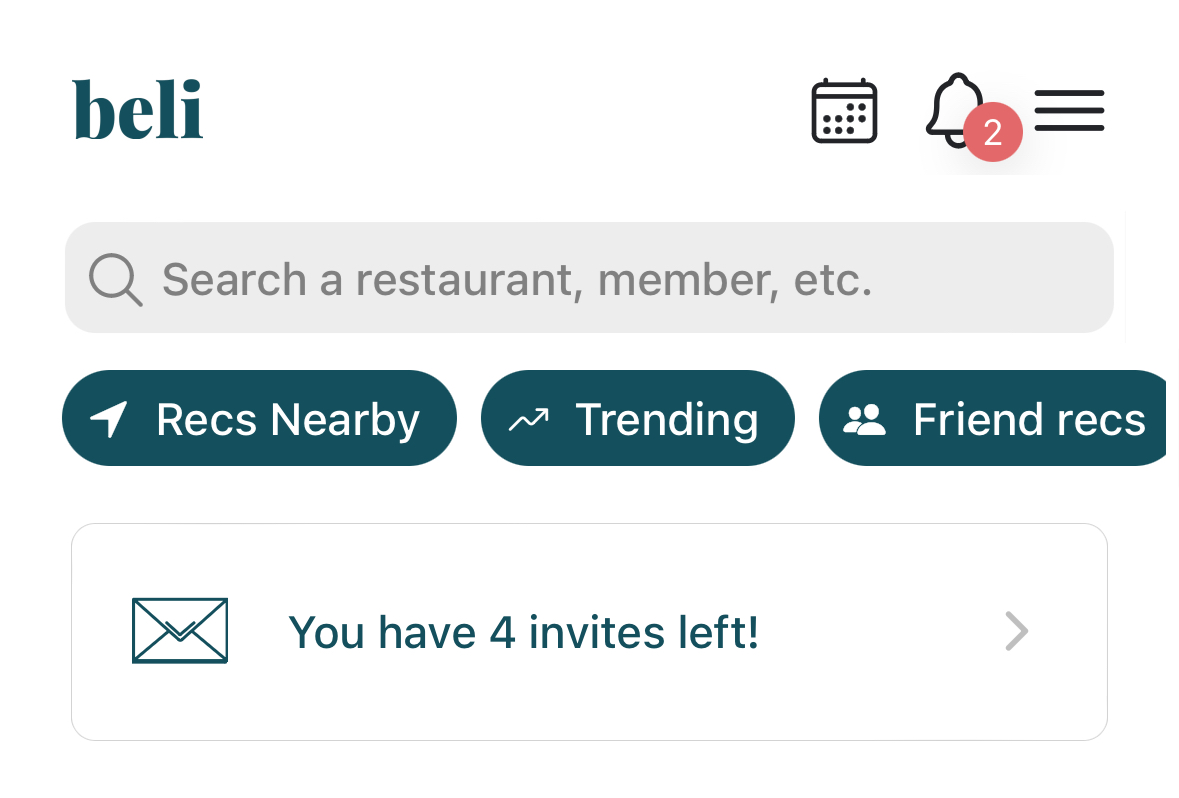 beli
2
Search a restaurant, member, etc.
Recs Nearby
Trending
Friend recs
You have 4 invites left!